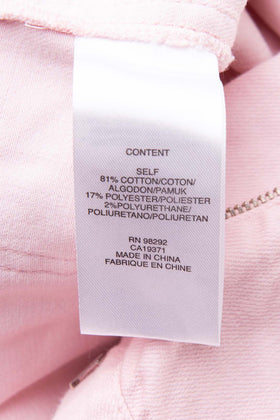 CONTENT
SELF
81% COTTON/COTON/
ALGODON/PAMUK
17% POLYESTER/POLIESTER
2%POLYURETHANE/
POLIURETANO/POLIURETAN
RN 98292
CA19371
MADE IN CHINA
FABRIQUE EN CHINE